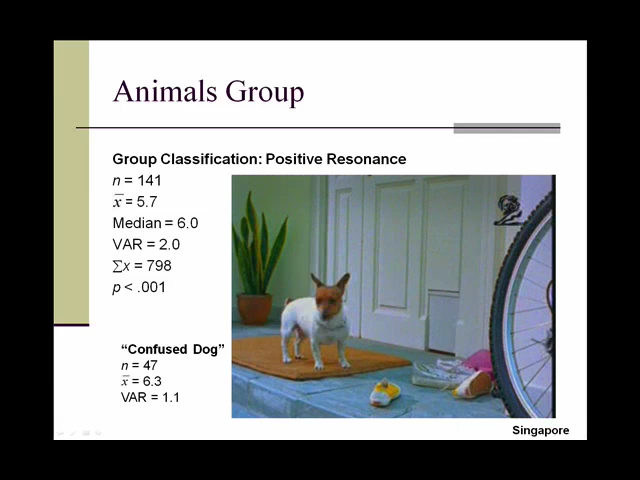 Animals Group
Group Classification: Positive Resonance
n = 141
x̅ = 5.7
Median = 6.0
VAR = 2.0
∑x = 798
p < .001
“Confused Dog”
n = 47
x̅ = 6.3
VAR = 1.1
Singapore